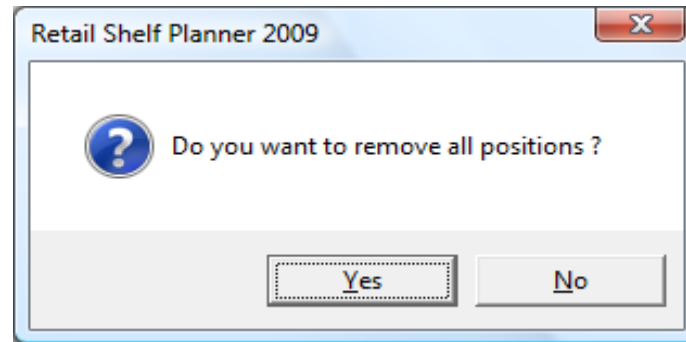 Retail Shelf Planner 2009
Do you want to remove all positions ?
Yes No